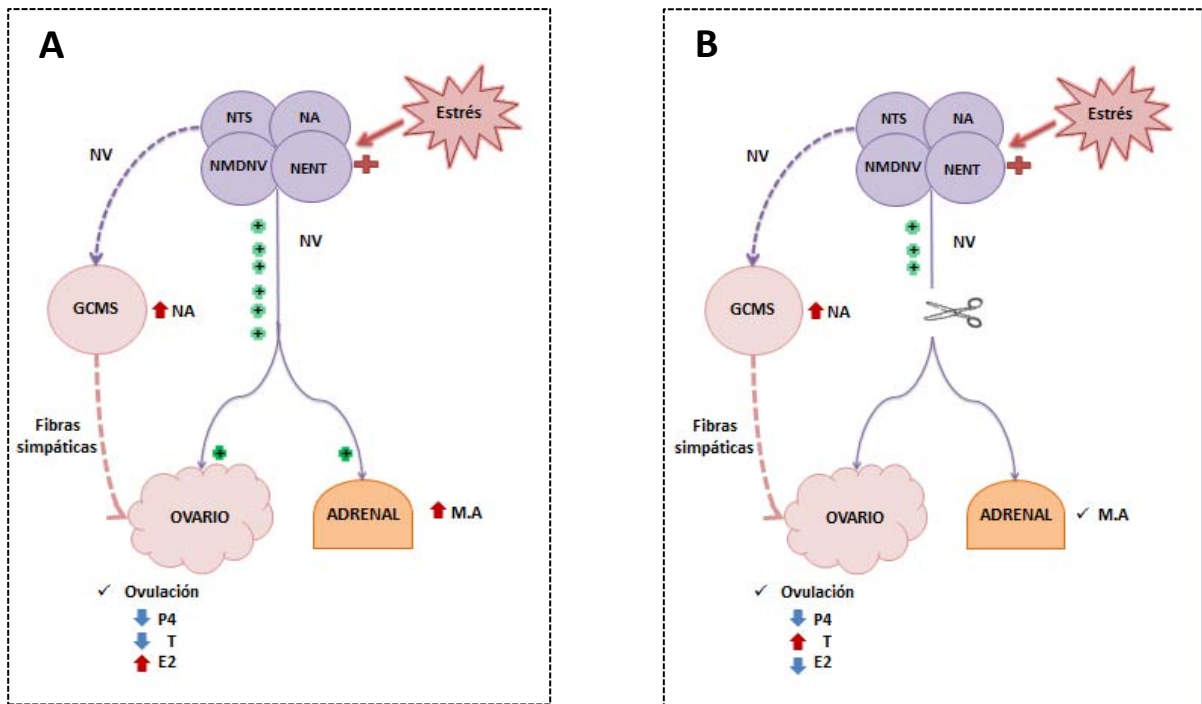 A
Estrés
NTS
NA
NMDNV
NENT
NV
NV
GCMS
NA
Fibras
simpáticas
OVARIO
ADRENAL
M.A
✓ Ovulación
P4
T
E2
B
Estrés
NTS
NA
NMDNV
NENT
NV
NV
GCMS
NA
Fibras
simpáticas
OVARIO
ADRENAL
✓ M.A
✓ Ovulación
P4
T
E2